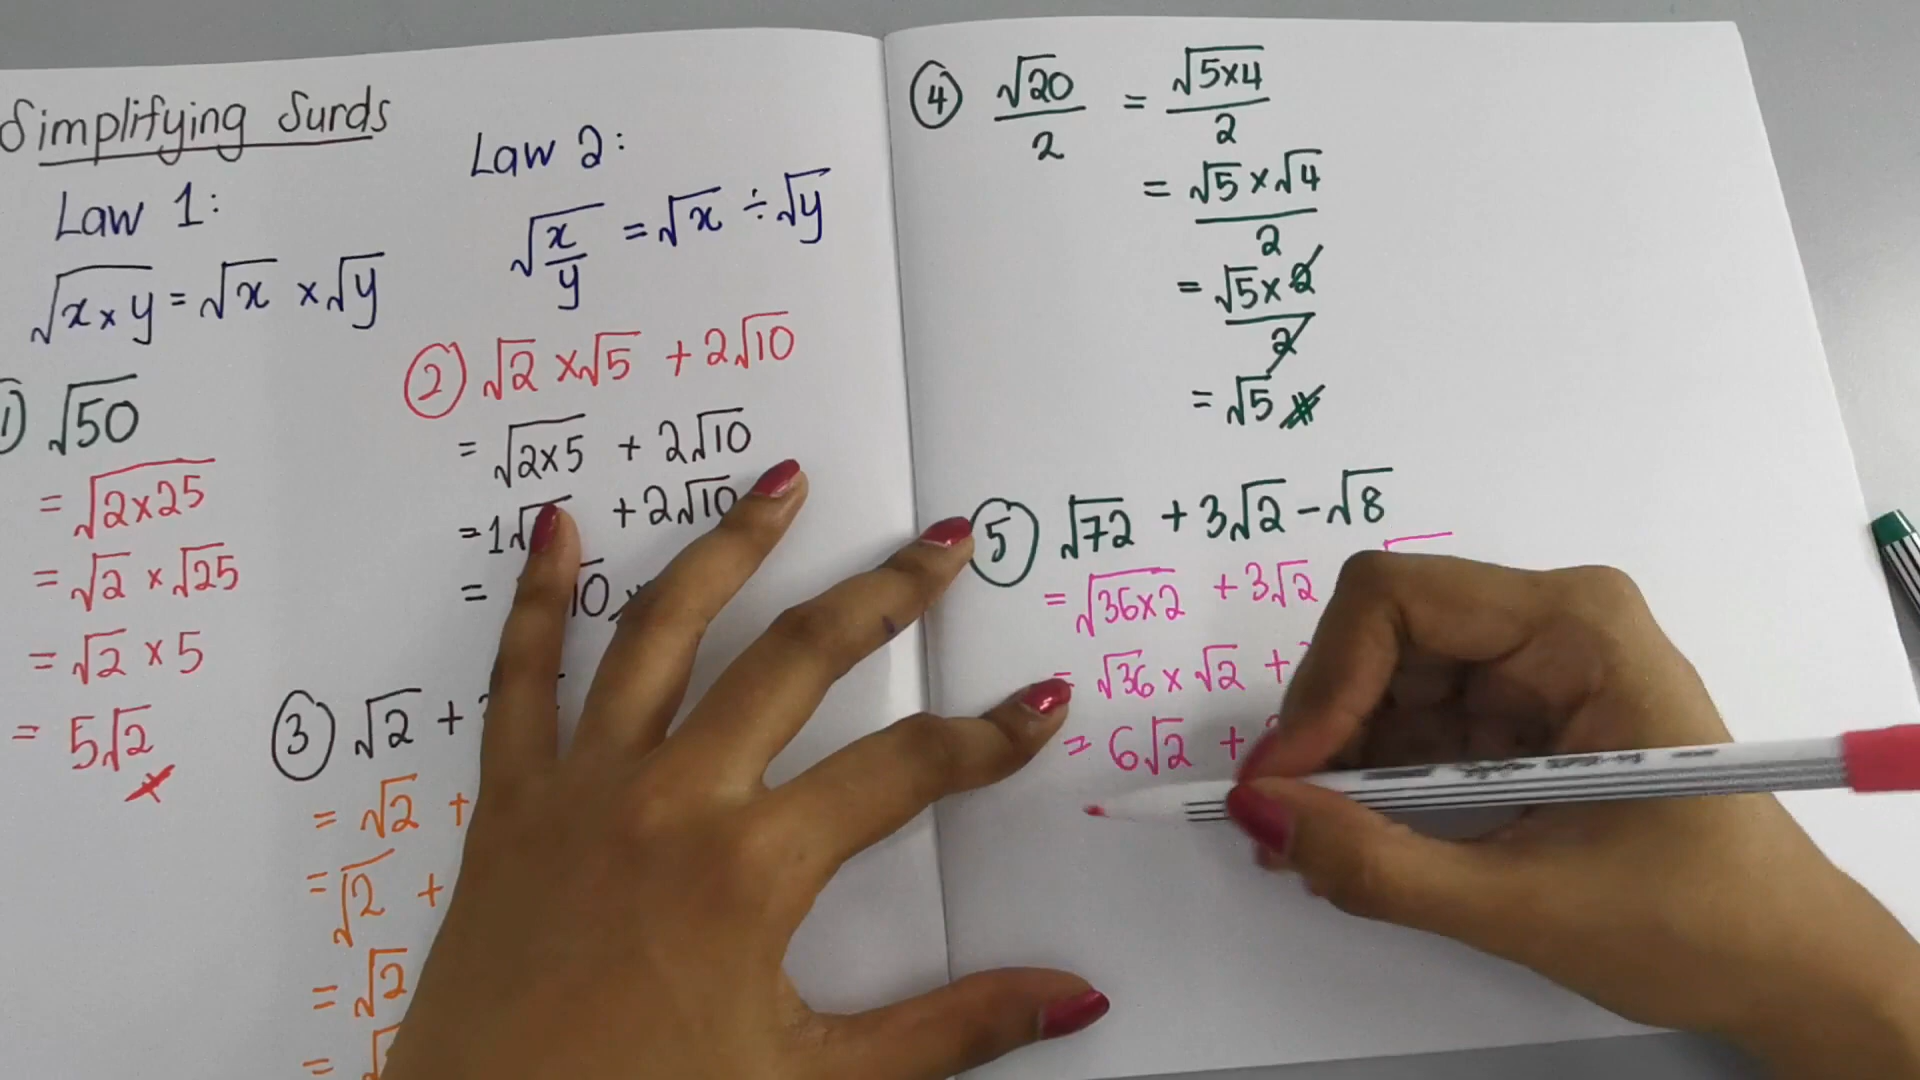 Simplifying Surds
Law 1:
√(x × y) = √x × √y
Law 2:
√(x/y) = √x ÷ √y
① √50
= √(2×25)
= √2 × √25
= √2 × 5
= 5√2
② √2 × √5 + 2√10
= √(2×5) + 2√10
= 1√ + 2√10
= 10
③ √2 +
= √2 +
= √2 +
= √2
=
④ √20/2 = √(5×4)/2
= (√5 × √4)/2
= (√5 × 2)/2
= √5
⑤ √72 + 3√2 - √8
= √(36×2) + 3√2
= √36 × √2 +
= 6√2 +